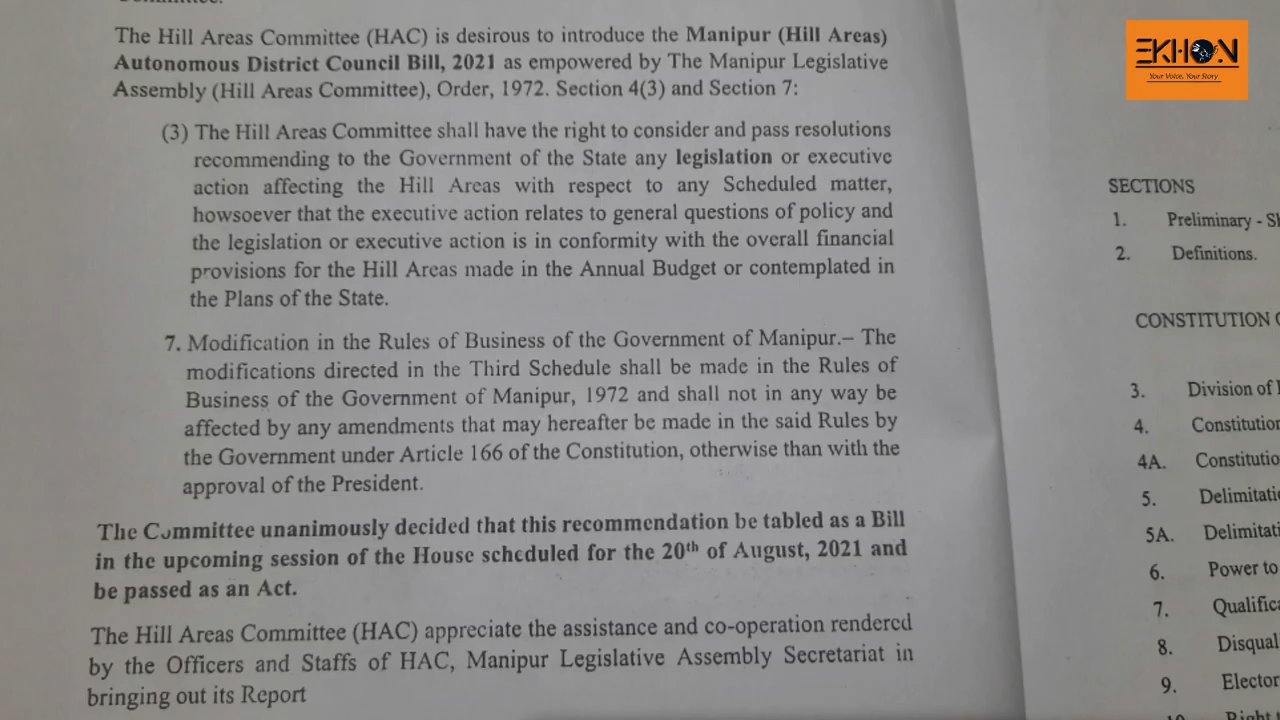 The Hill Areas Committee (HAC) is desirous to introduce the Manipur (Hill Areas)
Autonomous District Council Bill, 2021 as empowered by The Manipur Legislative
Assembly (Hill Areas Committee), Order, 1972. Section 4(3) and Section 7:
(3) The Hill Areas Committee shall have the right to consider and pass resolutions
recommending to the Government of the State any legislation or executive
action affecting the Hill Areas with respect to any Scheduled matter,
howsoever that the executive action relates to general questions of policy and
the legislation or executive action is in conformity with the overall financial
provisions for the Hill Areas made in the Annual Budget or contemplated in
the Plans of the State.
7. Modification in the Rules of Business of the Government of Manipur.– The
modifications directed in the Third Schedule shall be made in the Rules of
Business of the Government of Manipur, 1972 and shall not in any way be
affected by any amendments that may hereafter be made in the said Rules by
the Government under Article 166 of the Constitution, otherwise than with the
approval of the President.
The Committee unanimously decided that this recommendation be tabled as a Bill
in the upcoming session of the House scheduled for the 20th of August, 2021 and
be passed as an Act.
The Hill Areas Committee (HAC) appreciate the assistance and co-operation rendered
by the Officers and Staffs of HAC, Manipur Legislative Assembly Secretariat in
bringing out its Report
EKHON
Your Voice, Your Story
SECTIONS
1. Preliminary -
2. Definitions.
CONSTITUTION
3. Division of
4.
4A.
5.
5A.
6. Power to
7.
8.
9.